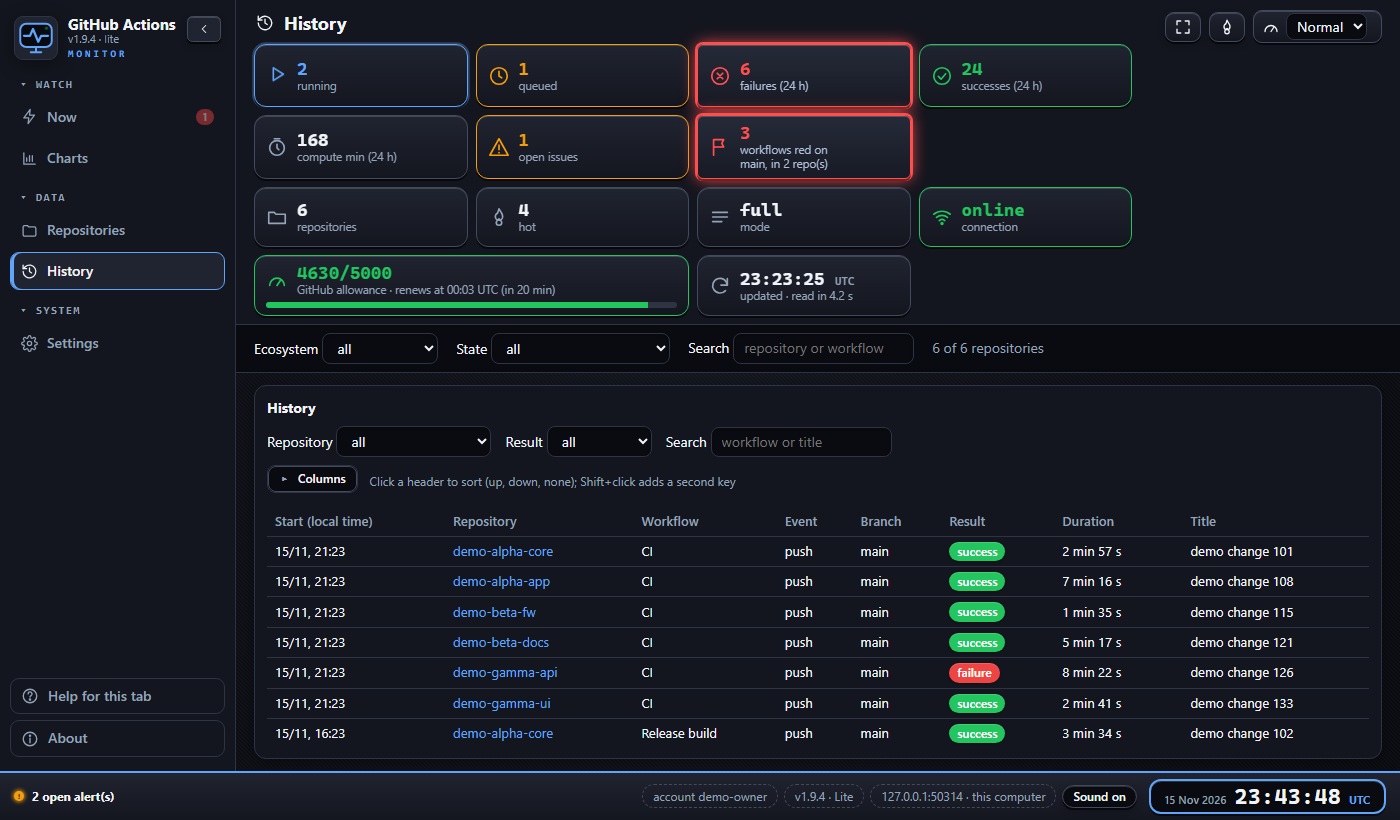 GitHub Actions
v1.9.4 · lite
MONITOR
WATCH
Now
1
Charts
DATA
Repositories
History
SYSTEM
Settings
Help for this tab
About
History
Normal
2
running
1
queued
6
failures (24 h)
24
successes (24 h)
168
compute min (24 h)
1
open issues
3
workflows red on
main, in 2 repo(s)
6
repositories
4
hot
full
mode
online
connection
4630/5000
GitHub allowance · renews at 00:03 UTC (in 20 min)
23:23:25 UTC
updated · read in 4.2 s
Ecosystem all State all Search repository or workflow 6 of 6 repositories
History
Repository all Result all Search workflow or title
Columns Click a header to sort (up, down, none); Shift+click adds a second key
Start (local time) Repository Workflow Event Branch Result Duration Title
15/11, 21:23 demo-alpha-core CI push main success 2 min 57 s demo change 101
15/11, 21:23 demo-alpha-app CI push main success 7 min 16 s demo change 108
15/11, 21:23 demo-beta-fw CI push main success 1 min 35 s demo change 115
15/11, 21:23 demo-beta-docs CI push main success 5 min 17 s demo change 121
15/11, 21:23 demo-gamma-api CI push main failure 8 min 22 s demo change 126
15/11, 21:23 demo-gamma-ui CI push main success 2 min 41 s demo change 133
15/11, 16:23 demo-alpha-core Release build push main success 3 min 34 s demo change 102
2 open alert(s) account demo-owner v1.9.4 · Lite 127.0.0.1:50314 · this computer Sound on 15 Nov 2026 23:43:48 UTC